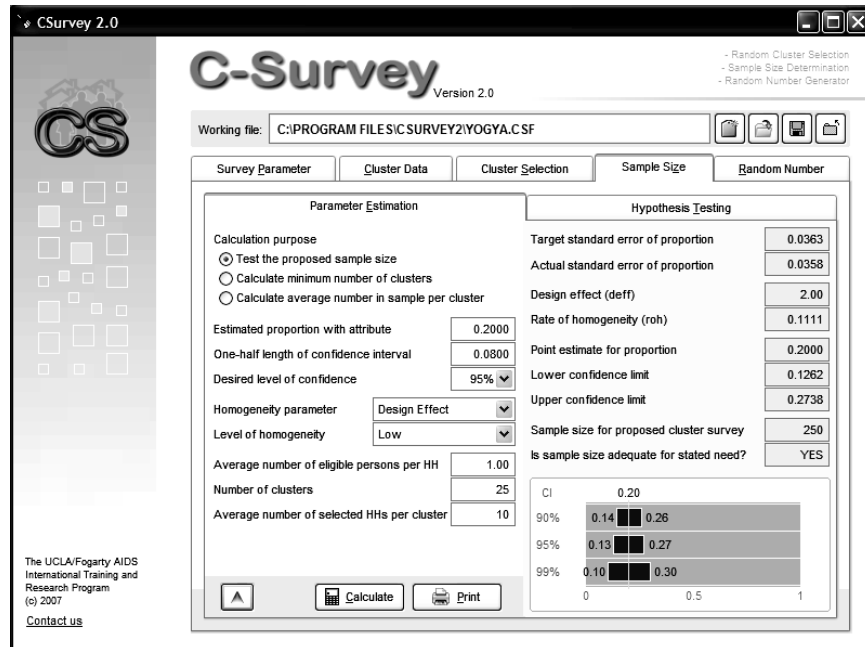 CSurvey 2.0
C-Survey
Version 2.0
- Random Cluster Selection
- Sample Size Determination
- Random Number Generator
CS
Working file: C:\PROGRAM FILES\CSURVEY2\YOGYA.CSF
Survey Parameter Cluster Data Cluster Selection Sample Size Random Number
Parameter Estimation Hypothesis Testing
Calculation purpose
Test the proposed sample size
Calculate minimum number of clusters
Calculate average number in sample per cluster
Estimated proportion with attribute 0.2000
One-half length of confidence interval 0.0800
Desired level of confidence 95%
Homogeneity parameter Design Effect
Level of homogeneity Low
Average number of eligible persons per HH 1.00
Number of clusters 25
Average number of selected HHs per cluster 10
Calculate Print
Target standard error of proportion 0.0363
Actual standard error of proportion 0.0358
Design effect (deff) 2.00
Rate of homogeneity (roh) 0.1111
Point estimate for proportion 0.2000
Lower confidence limit 0.1262
Upper confidence limit 0.2738
Sample size for proposed cluster survey 250
Is sample size adequate for stated need? YES
CI 0.20
90% 0.14 0.26
95% 0.13 0.27
99% 0.10 0.30
0 0.5 1
The UCLA/Fogarty AIDS
International Training and
Research Program
(c) 2007
Contact us